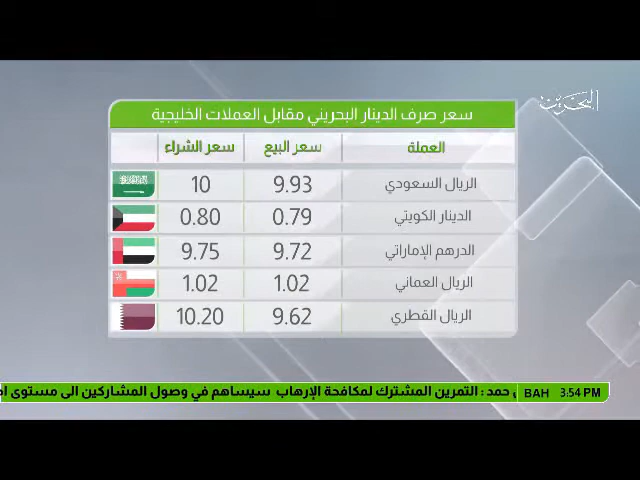 البحرين
سعر صرف الدينار البحريني مقابل العملات الخليجية
العملة سعر البيع سعر الشراء
الريال السعودي 9.93 10
الدينار الكويتي 0.79 0.80
الدرهم الإماراتي 9.72 9.75
الريال العماني 1.02 1.02
الريال القطري 9.62 10.20
حمد : التمرين المشترك لمكافحة الإرهاب سيساهم في وصول المشاركين الى مستوى
BAH 3:54 PM